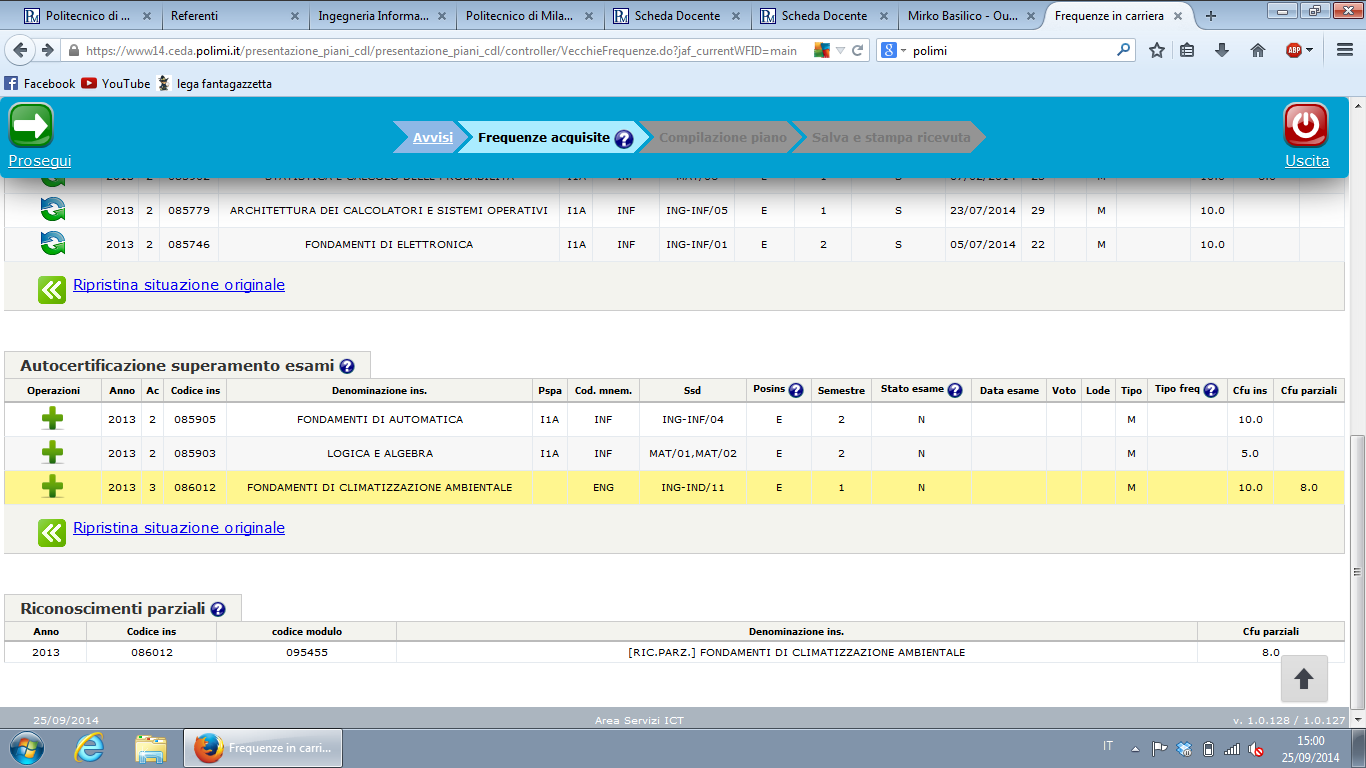 Politecnico di ...
Referenti
Ingegneria Informa...
Politecnico di Mila...
Scheda Docente
Scheda Docente
Mirko Basilico - Ou...
Frequenze in carriera
https://www14.ceda.polimi.it/presentazione_piani_cdl/presentazione_piani_cdl/controller/VecchieFrequenze.do?jaf_currentWFID=main
polimi
ABP
Facebook YouTube lega fantagazzetta
Prosegui
Avvisi
Frequenze acquisite ?
Compilazione piano
Salva e stampa ricevuta
Uscita
2013 2 085902 STATISTICA E CALCOLO DELLE PROBABILITA' I1A INF E 1 S 07/02/2014 M 10.0
2013 2 085779 ARCHITETTURA DEI CALCOLATORI E SISTEMI OPERATIVI I1A INF ING-INF/05 E 1 S 23/07/2014 29 M 10.0
2013 2 085746 FONDAMENTI DI ELETTRONICA I1A INF ING-INF/01 E 2 S 05/07/2014 22 M 10.0
Ripristina situazione originale
Autocertificazione superamento esami ?
Operazioni Anno Ac Codice ins Denominazione ins. Pspa Cod. mnem. Ssd Posins ? Semestre Stato esame ? Data esame Voto Lode Tipo Tipo freq ? Cfu ins Cfu parziali
2013 2 085905 FONDAMENTI DI AUTOMATICA I1A INF ING-INF/04 E 2 N M 10.0
2013 2 085903 LOGICA E ALGEBRA I1A INF MAT/01,MAT/02 E 2 N M 5.0
2013 3 086012 FONDAMENTI DI CLIMATIZZAZIONE AMBIENTALE ENG ING-IND/11 E 1 N M 10.0 8.0
Ripristina situazione originale
Riconoscimenti parziali ?
Anno Codice ins codice modulo Denominazione ins. Cfu parziali
2013 086012 095455 [RIC.PARZ.] FONDAMENTI DI CLIMATIZZAZIONE AMBIENTALE 8.0
25/09/2014 Area Servizi ICT v. 1.0.128 / 1.0.127
Frequenze in carri...
IT
15:00
25/09/2014